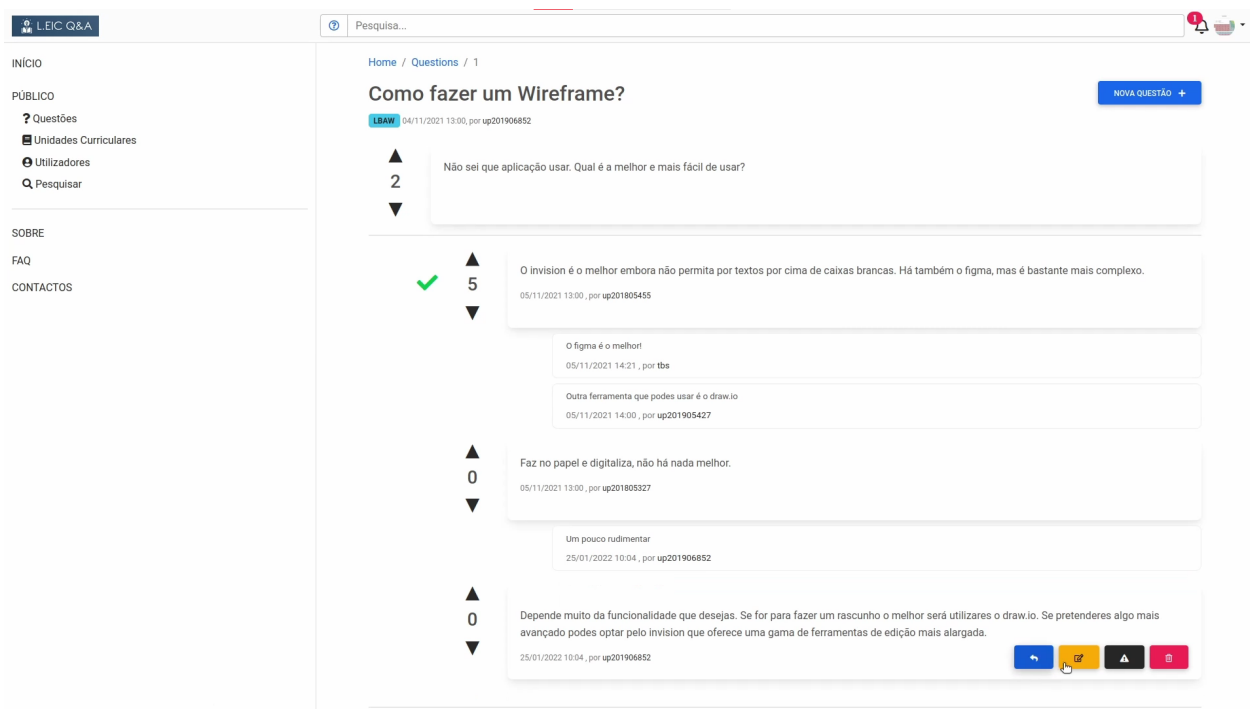 L.EIC Q&A
Pesquisa...
1
INÍCIO
PÚBLICO
Questões
Unidades Curriculares
Utilizadores
Pesquisar
SOBRE
FAQ
CONTACTOS
Home / Questions / 1
Como fazer um Wireframe?
NOVA QUESTÃO +
LBAW 04/11/2021 13:00, por up201906852
2
Não sei que aplicação usar. Qual é a melhor e mais fácil de usar?
5
O invision é o melhor embora não permita por textos por cima de caixas brancas. Há também o figma, mas é bastante mais complexo.
05/11/2021 13:00 , por up201805455
O figma é o melhor!
05/11/2021 14:21 , por tbs
Outra ferramenta que podes usar é o draw.io
05/11/2021 14:00 , por up201905427
0
Faz no papel e digitaliza, não há nada melhor.
05/11/2021 13:00 , por up201805327
Um pouco rudimentar
25/01/2022 10:04 , por up201906852
0
Depende muito da funcionalidade que desejas. Se for para fazer um rascunho o melhor será utilizares o draw.io. Se pretenderes algo mais
avançado podes optar pelo invision que oferece uma gama de ferramentas de edição mais alargada.
25/01/2022 10:04 , por up201906852